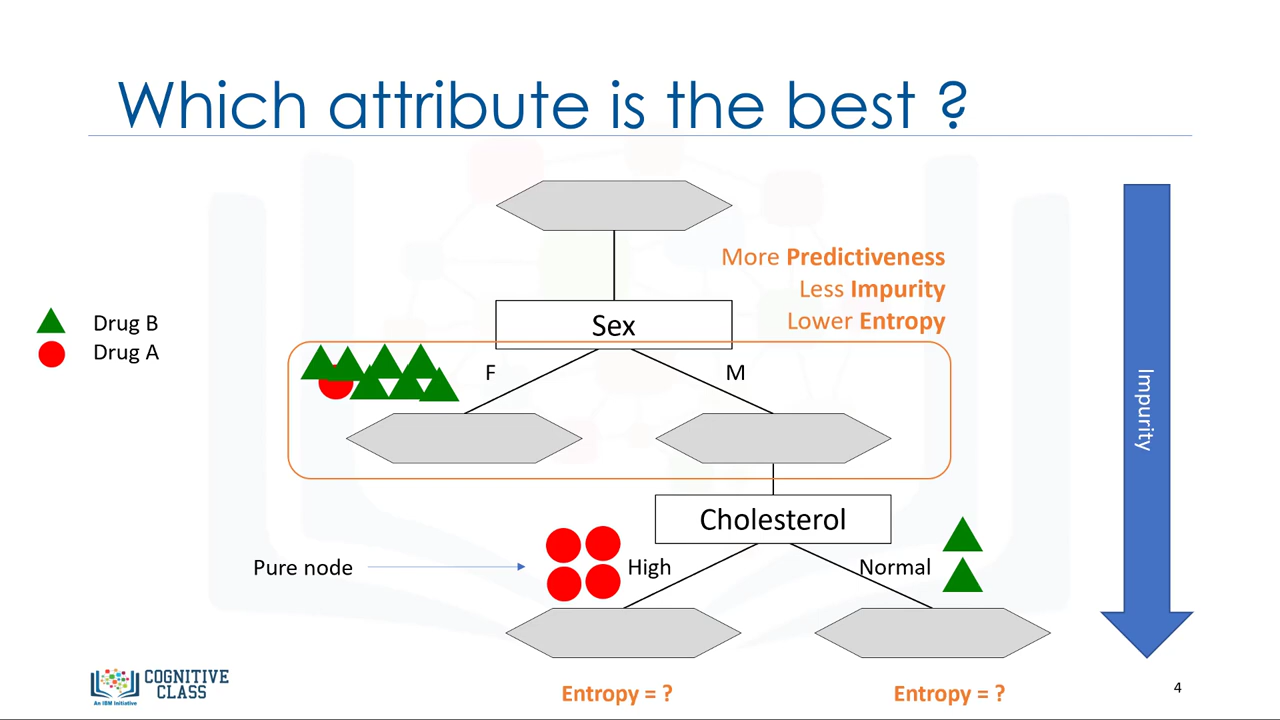 Which attribute is the best ?
More Predictiveness
Less Impurity
Lower Entropy
Drug B
Drug A
Sex
F
M
Impurity
Cholesterol
Pure node
High
Normal
Entropy = ?
Entropy = ?
COGNITIVE
CLASS
An IBM Initiative
4